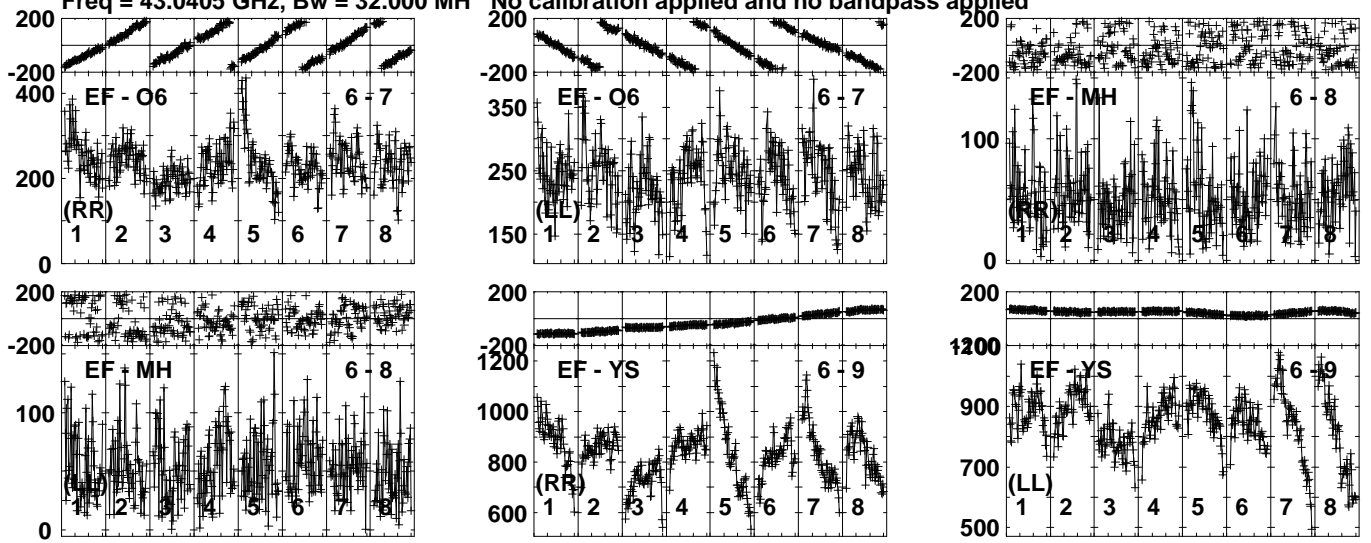 Freq = 43.0405 GHz, Bw = 32.000 MH No calibration applied and no bandpass applied
200
-200
EF - O6 6 - 7
400
200
0
(RR)
1 2 3 4 5 6 7 8
200
-200
EF - O6 6 - 7
350
250
150
(LL)
1 2 3 4 5 6 7 8
200
-200
EF - MH 6 - 8
100
0
(RR)
1 2 3 4 5 6 7 8
200
-200
EF - MH 6 - 8
100
0
(LL)
1 2 3 4 5 6 7 8
200
-200
EF - YS 6 - 9
1200
1000
800
600
(RR)
1 2 3 4 5 6 7 8
200
EF - YS 6 - 9
900
700
500
(LL)
1 2 3 4 5 6 7 8